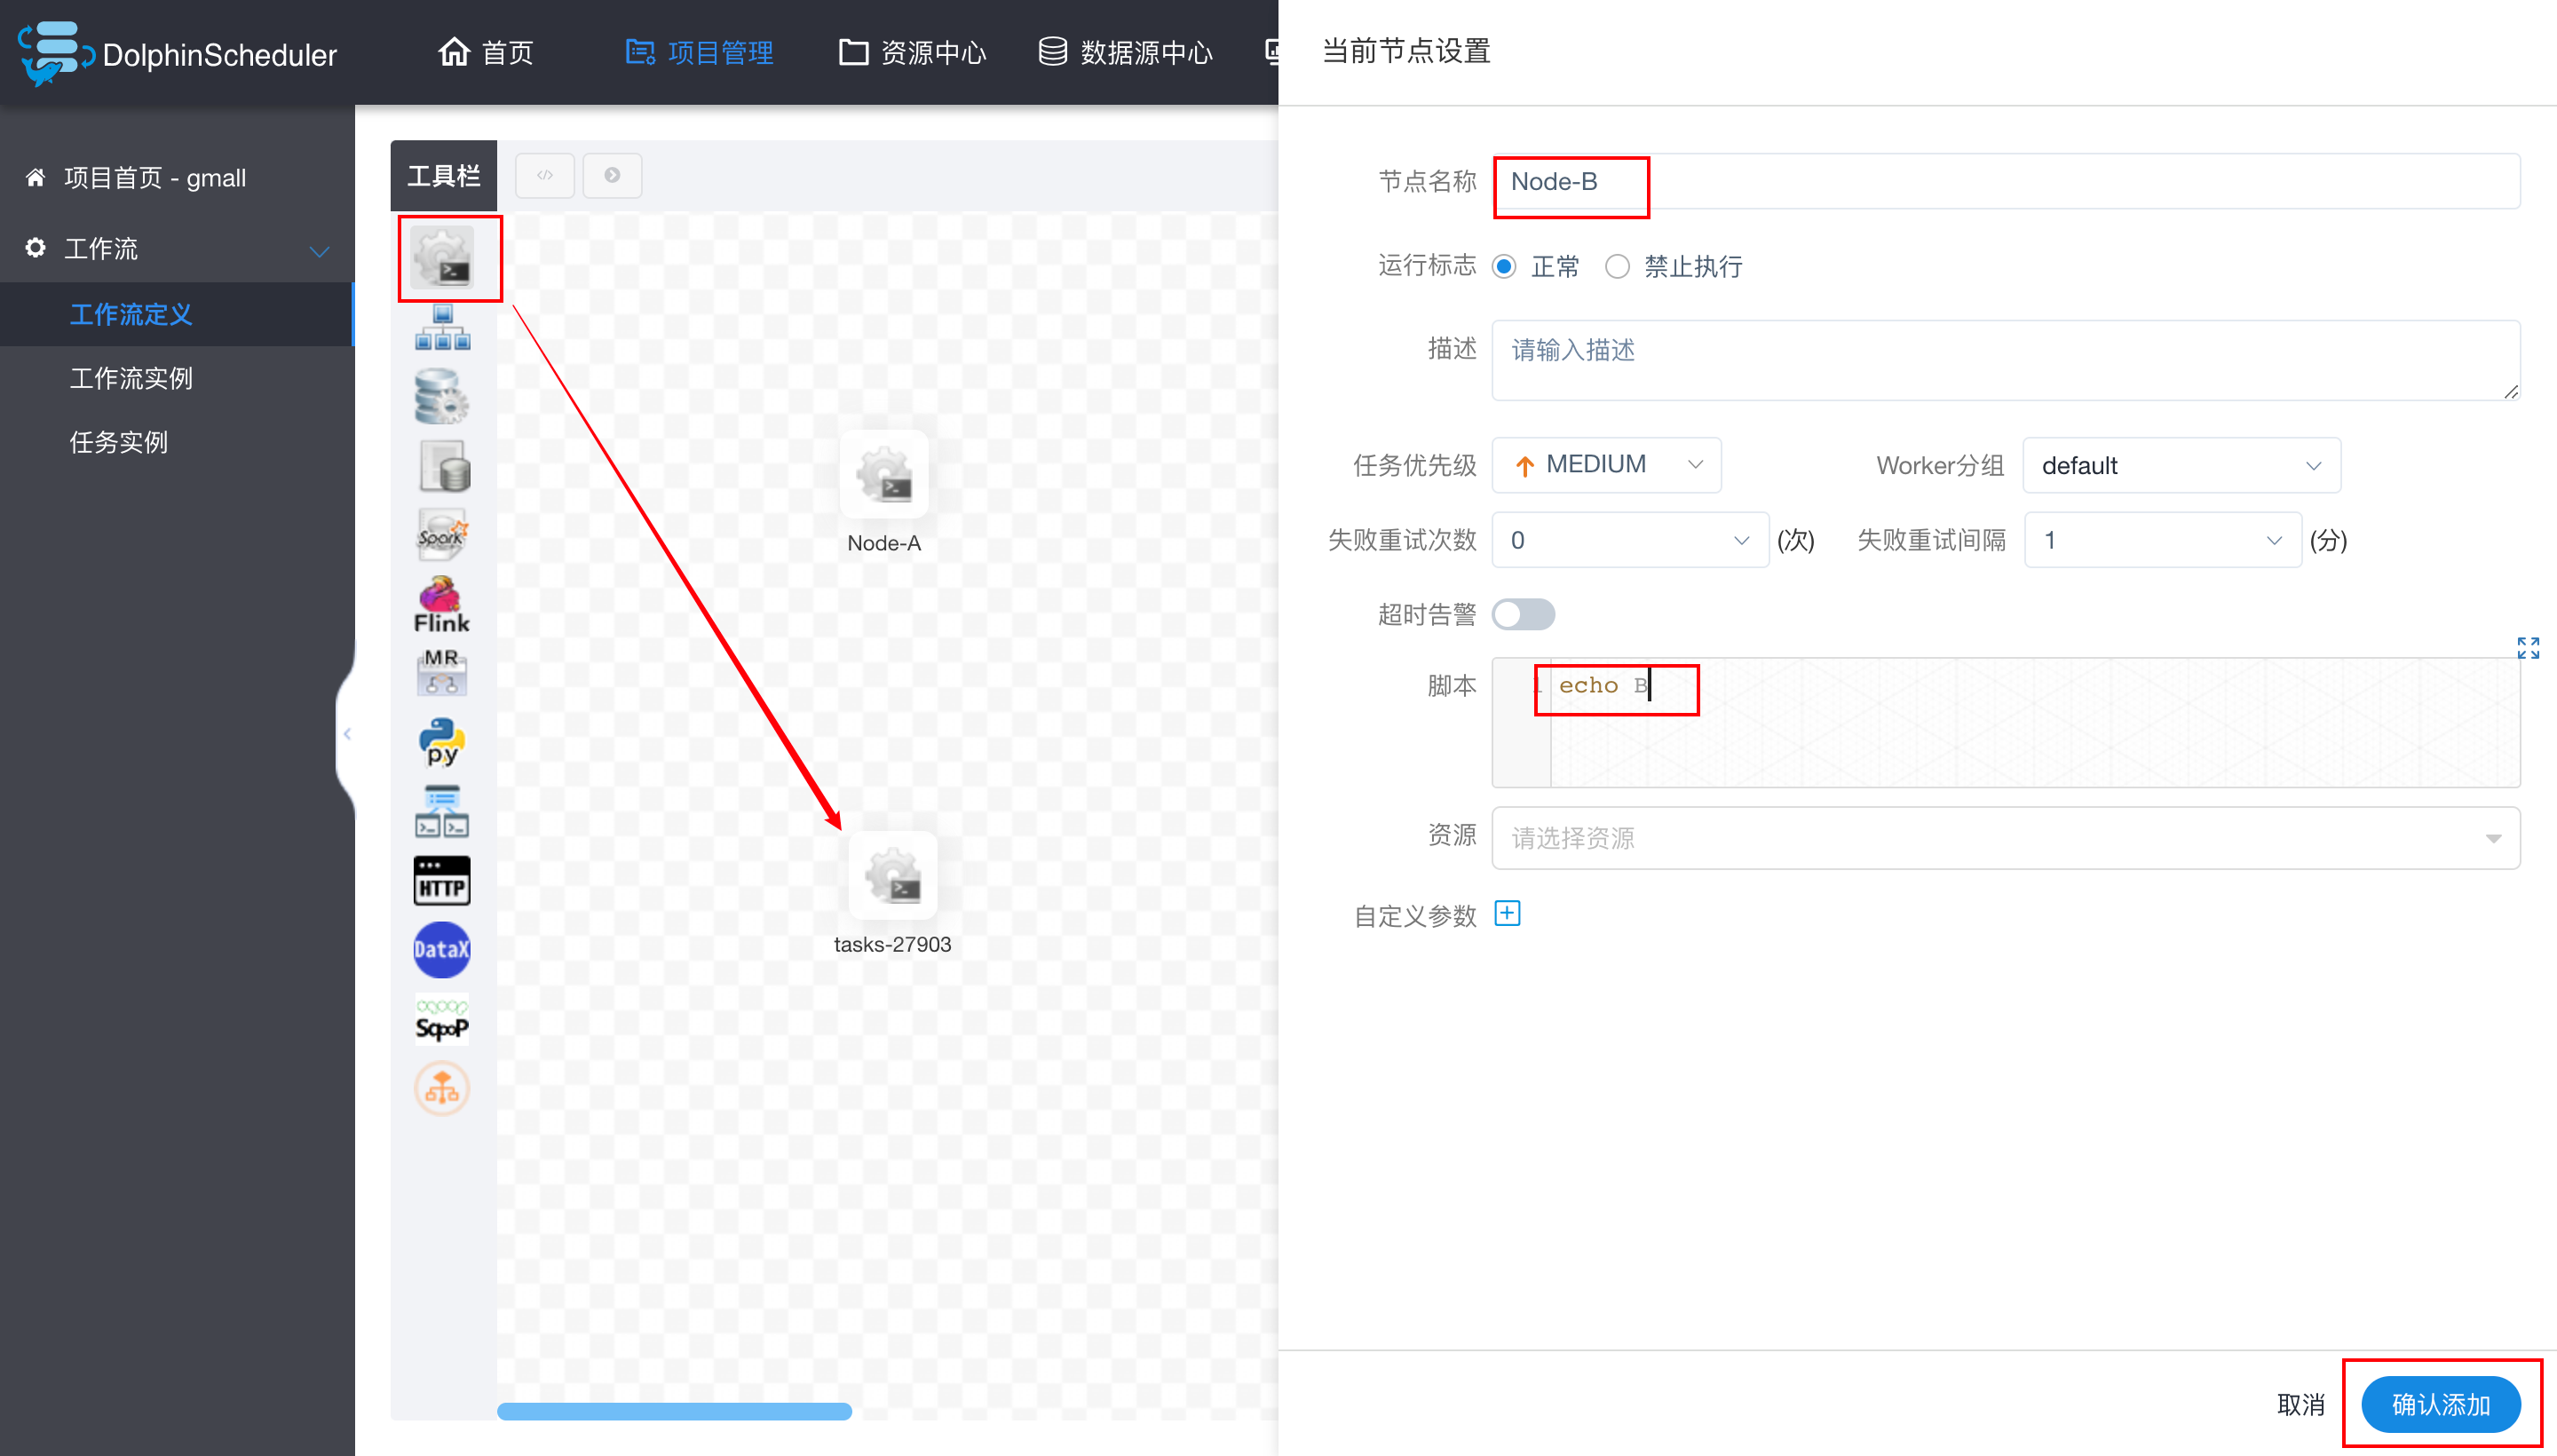 DolphinScheduler
首页
项目管理
资源中心
数据源中心
项目首页 - gmall
工作流
工作流定义
工作流实例
任务实例
工具栏
Spark
Flink
MR
py
HTTP
DataX
SqooP
Node-A
tasks-27903
当前节点设置
节点名称 Node-B
运行标志 正常 禁止执行
描述 请输入描述
任务优先级 MEDIUM Worker分组 default
失败重试次数 0 (次) 失败重试间隔 1 (分)
超时告警
脚本 1 echo B
资源 请选择资源
自定义参数
取消 确认添加